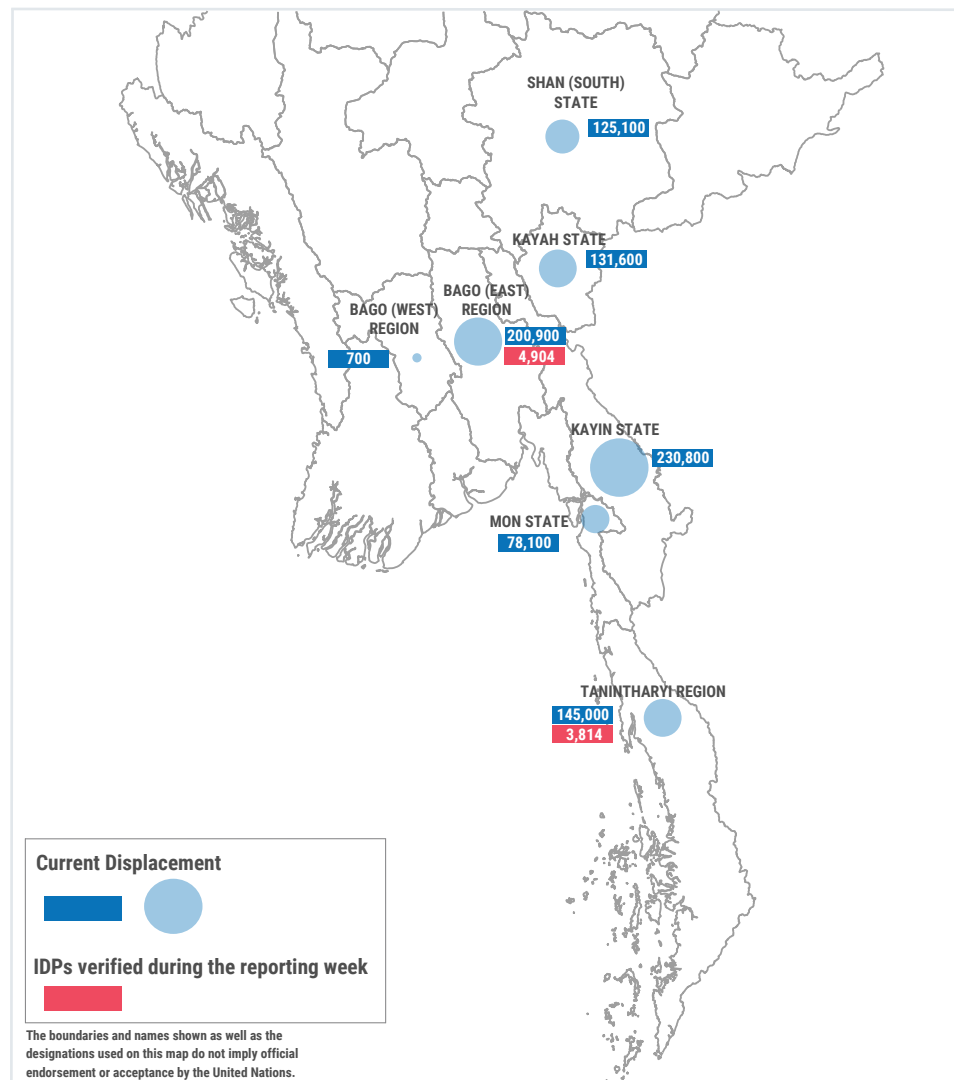 SHAN (SOUTH)
STATE
125,100
KAYAH STATE
131,600
BAGO (EAST)
REGION
200,900
4,904
BAGO (WEST)
REGION
700
KAYIN STATE
230,800
MON STATE
78,100
TANINTHARYI REGION
145,000
3,814
Current Displacement
IDPs verified during the reporting week
The boundaries and names shown as well as the
designations used on this map do not imply official
endorsement or acceptance by the United Nations.